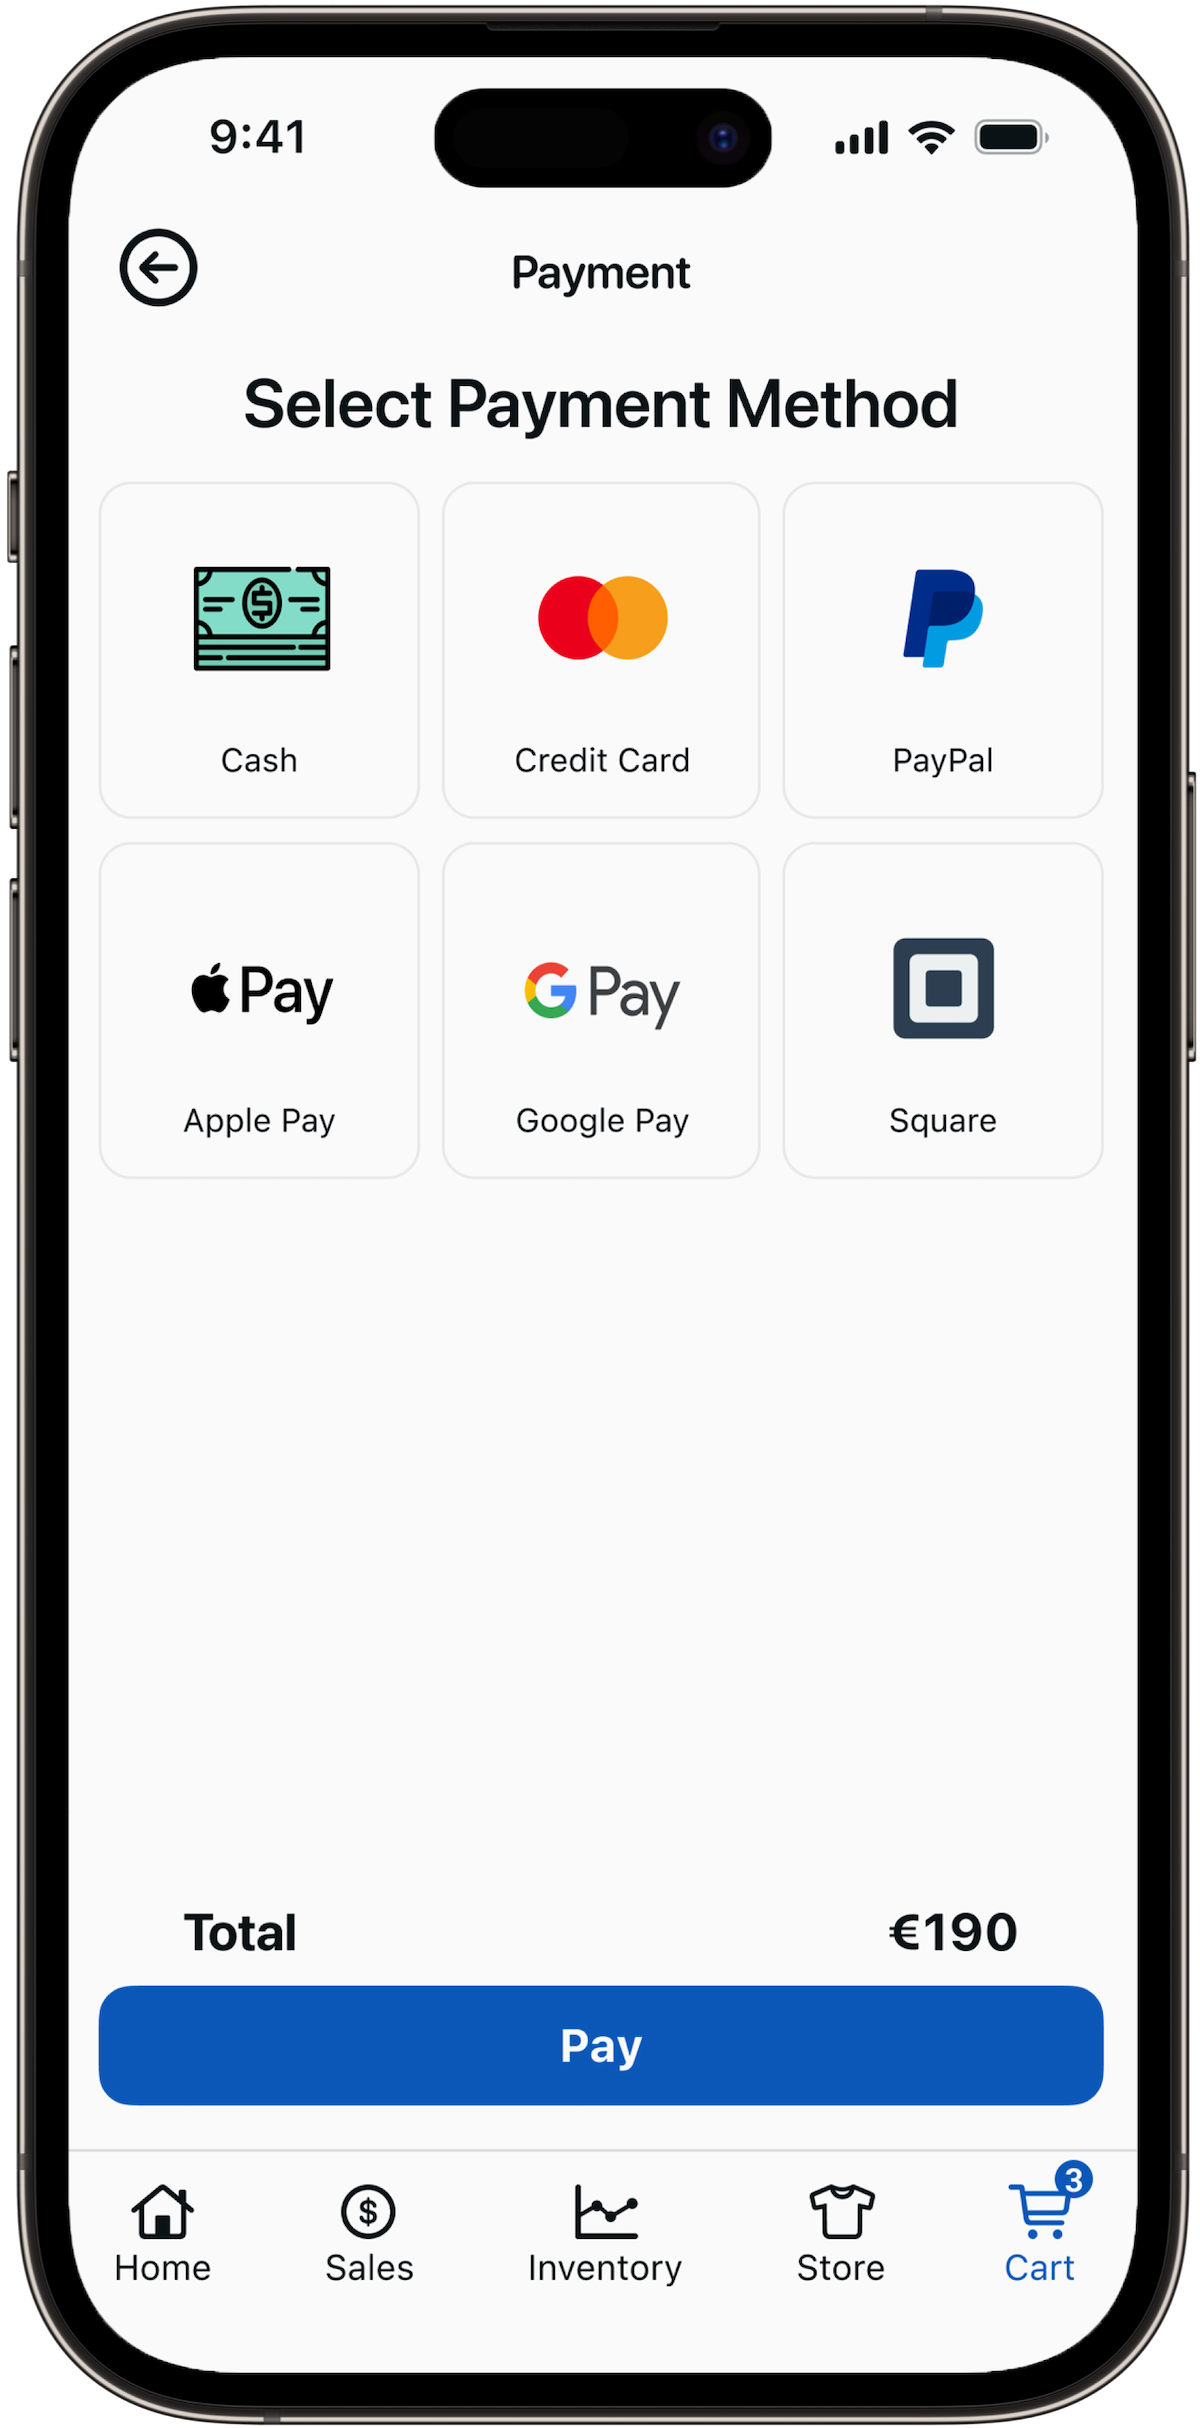 9:41
Payment
Select Payment Method
Cash
Credit Card
PayPal
Pay
G Pay
Apple Pay
Google Pay
Square
Total €190
Pay
3
Home
Sales
Inventory
Store
Cart